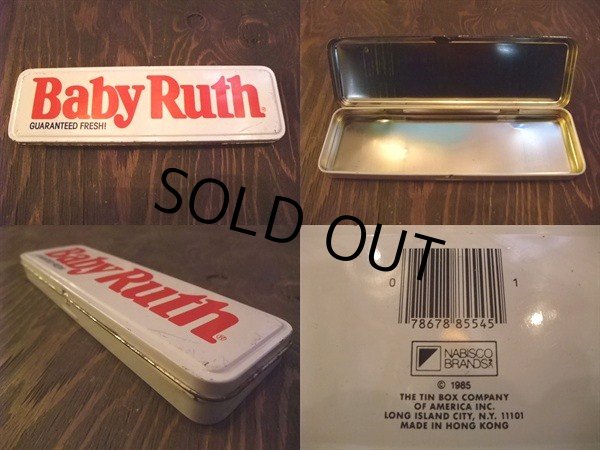 Baby Ruth®
GUARANTEED FRESH!
SOLD OUT
Baby Ruth®
0 78678 85545 1
NABISCO
BRANDS
© 1985
THE TIN BOX COMPANY
OF AMERICA INC.
LONG ISLAND CITY, N.Y. 11101
MADE IN HONG KONG